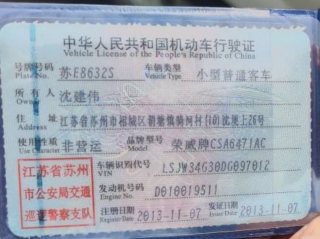 中华人民共和国机动车行驶证
Vehicle License of the People's Republic of China
号牌号码 苏E8632S 车辆类型 小型普通客车
Plate No. Vehicle Type
所有人 沈建伟
Owner
住址 江苏省苏州市相城区
Address
使用性质 非营运 品牌型号 荣威牌CSA6471AC
Use Character Model
江苏省苏州
市公安局交通
巡逻警察支队
车辆识别代号 LSJW34G30DG097012
VIN
发动机号码 D010019511
Engine No.
注册日期 2013-11-07 发证日期 2013-11-07
Register Date Issue Date